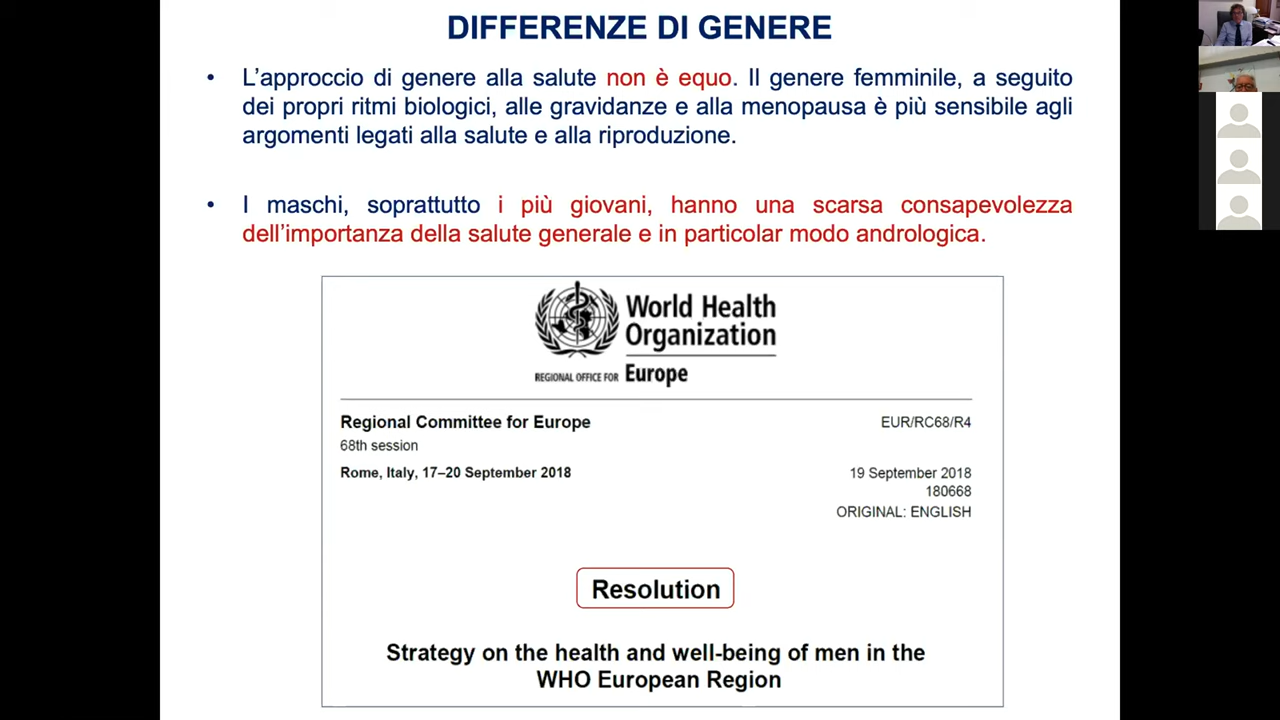 DIFFERENZE DI GENERE
• L'approccio di genere alla salute non è equo. Il genere femminile, a seguito
dei propri ritmi biologici, alle gravidanze e alla menopausa è più sensibile agli
argomenti legati alla salute e alla riproduzione.
• I maschi, soprattutto i più giovani, hanno una scarsa consapevolezza
dell'importanza della salute generale e in particolar modo andrologica.
World Health
Organization
REGIONAL OFFICE FOR Europe
Regional Committee for Europe
EUR/RC68/R4
68th session
Rome, Italy, 17–20 September 2018
19 September 2018
180668
ORIGINAL: ENGLISH
Resolution
Strategy on the health and well-being of men in the
WHO European Region